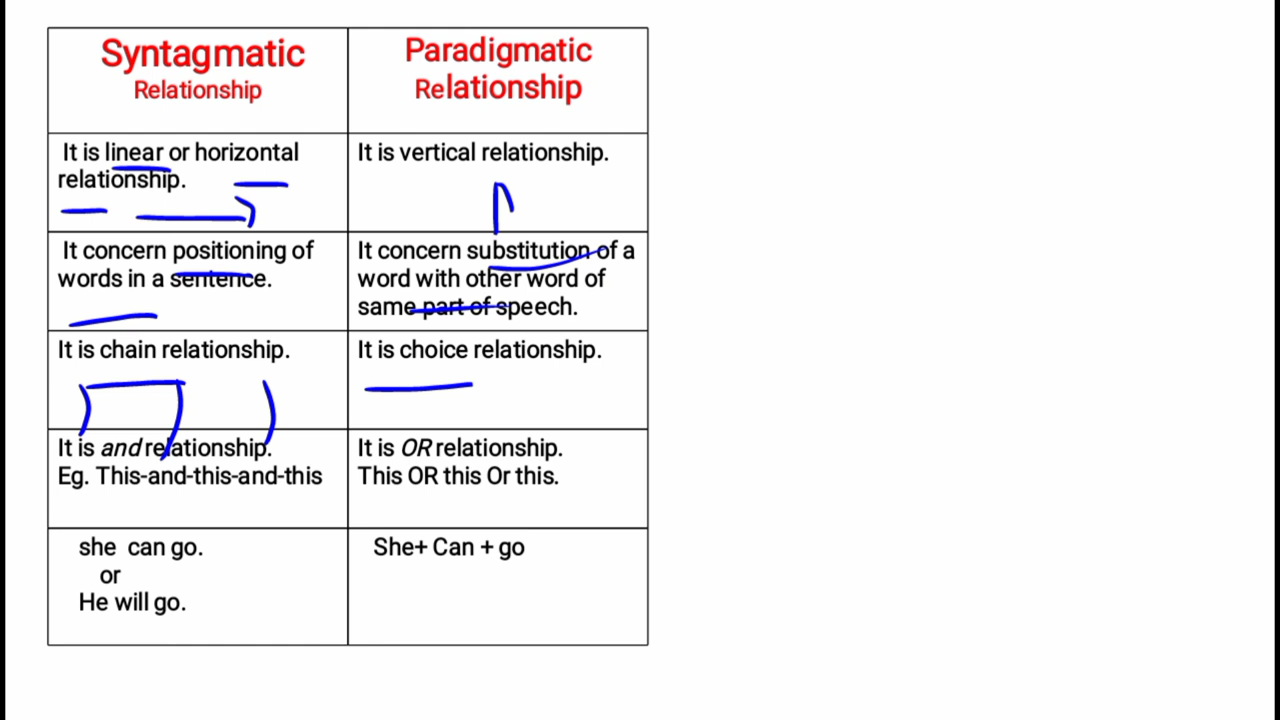 Syntagmatic
Relationship
Paradigmatic
Relationship
It is linear or horizontal
relationship.
It is vertical relationship.
It concern positioning of
words in a sentence.
It concern substitution of a
word with other word of
same part of speech.
It is chain relationship.
It is choice relationship.
It is and relationship.
Eg. This-and-this-and-this
It is OR relationship.
This OR this Or this.
she can go.
or
He will go.
She+ Can + go